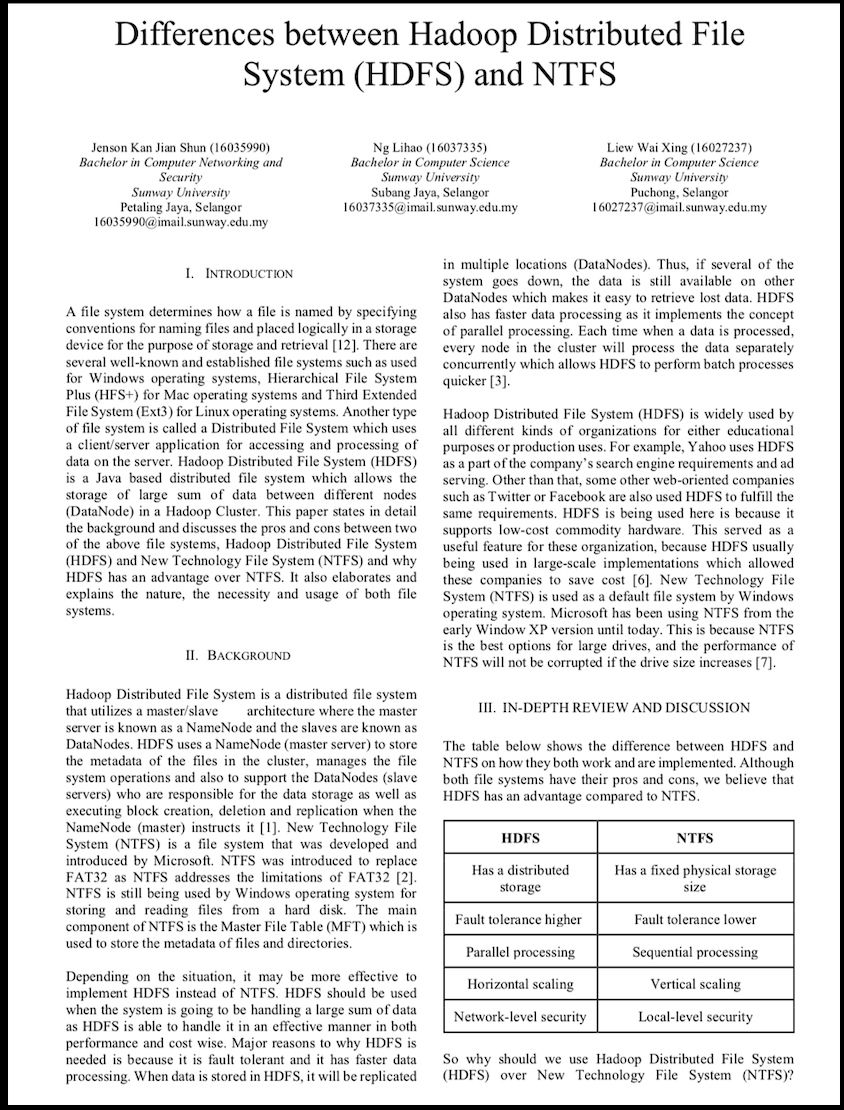 Differences between Hadoop Distributed File
System (HDFS) and NTFS
Jenson Kan Jian Shun (16035990)
Bachelor in Computer Networking and
Security
Sunway University
Petaling Jaya, Selangor
16035990@imail.sunway.edu.my
Ng Lihao (16037335)
Bachelor in Computer Science
Sunway University
Subang Jaya, Selangor
16037335@imail.sunway.edu.my
Liew Wai Xing (16027237)
Bachelor in Computer Science
Sunway University
Puchong, Selangor
16027237@imail.sunway.edu.my
I. INTRODUCTION
A file system determines how a file is named by specifying
conventions for naming files and placed logically in a storage
device for the purpose of storage and retrieval [12]. There are
several well-known and established file systems such as used
for Windows operating systems, Hierarchical File System
Plus (HFS+) for Mac operating systems and Third Extended
File System (Ext3) for Linux operating systems. Another type
of file system is called a Distributed File System which uses
a client/server application for accessing and processing of
data on the server. Hadoop Distributed File System (HDFS)
is a Java based distributed file system which allows the
storage of large sum of data between different nodes
(DataNode) in a Hadoop Cluster. This paper states in detail
the background and discusses the pros and cons between two
of the above file systems, Hadoop Distributed File System
(HDFS) and New Technology File System (NTFS) and why
HDFS has an advantage over NTFS. It also elaborates and
explains the nature, the necessity and usage of both file
systems.
II. BACKGROUND
Hadoop Distributed File System is a distributed file system
that utilizes a master/slave architecture where the master
server is known as a NameNode and the slaves are known as
DataNodes. HDFS uses a NameNode (master server) to store
the metadata of the files in the cluster, manages the file
system operations and also to support the DataNodes (slave
servers) who are responsible for the data storage as well as
executing block creation, deletion and replication when the
NameNode (master) instructs it [1]. New Technology File
System (NTFS) is a file system that was developed and
introduced by Microsoft. NTFS was introduced to replace
FAT32 as NTFS addresses the limitations of FAT32 [2].
NTFS is still being used by Windows operating system for
storing and reading files from a hard disk. The main
component of NTFS is the Master File Table (MFT) which is
used to store the metadata of files and directories.
Depending on the situation, it may be more effective to
implement HDFS instead of NTFS. HDFS should be used
when the system is going to be handling a large sum of data
as HDFS is able to handle it in an effective manner in both
performance and cost wise. Major reasons to why HDFS is
needed is because it is fault tolerant and it has faster data
processing. When data is stored in HDFS, it will be replicated
in multiple locations (DataNodes). Thus, if several of the
system goes down, the data is still available on other
DataNodes which makes it easy to retrieve lost data. HDFS
also has faster data processing as it implements the concept
of parallel processing. Each time when a data is processed,
every node in the cluster will process the data separately
concurrently which allows HDFS to perform batch processes
quicker [3].
Hadoop Distributed File System (HDFS) is widely used by
all different kinds of organizations for either educational
purposes or production uses. For example, Yahoo uses HDFS
as a part of the company's search engine requirements and ad
serving. Other than that, some other web-oriented companies
such as Twitter or Facebook are also used HDFS to fulfill the
same requirements. HDFS is being used here is because it
supports low-cost commodity hardware. This served as a
useful feature for these organization, because HDFS usually
being used in large-scale implementations which allowed
these companies to save cost [6]. New Technology File
System (NTFS) is used as a default file system by Windows
operating system. Microsoft has been using NTFS from the
early Window XP version until today. This is because NTFS
is the best options for large drives, and the performance of
NTFS will not be corrupted if the drive size increases [7].
III. IN-DEPTH REVIEW AND DISCUSSION
The table below shows the difference between HDFS and
NTFS on how they both work and are implemented. Although
both file systems have their pros and cons, we believe that
HDFS has an advantage compared to NTFS.
HDFS NTFS
Has a distributed storage Has a fixed physical storage size
Fault tolerance higher Fault tolerance lower
Parallel processing Sequential processing
Horizontal scaling Vertical scaling
Network-level security Local-level security
So why should we use Hadoop Distributed File System
(HDFS) over New Technology File System (NTFS)?